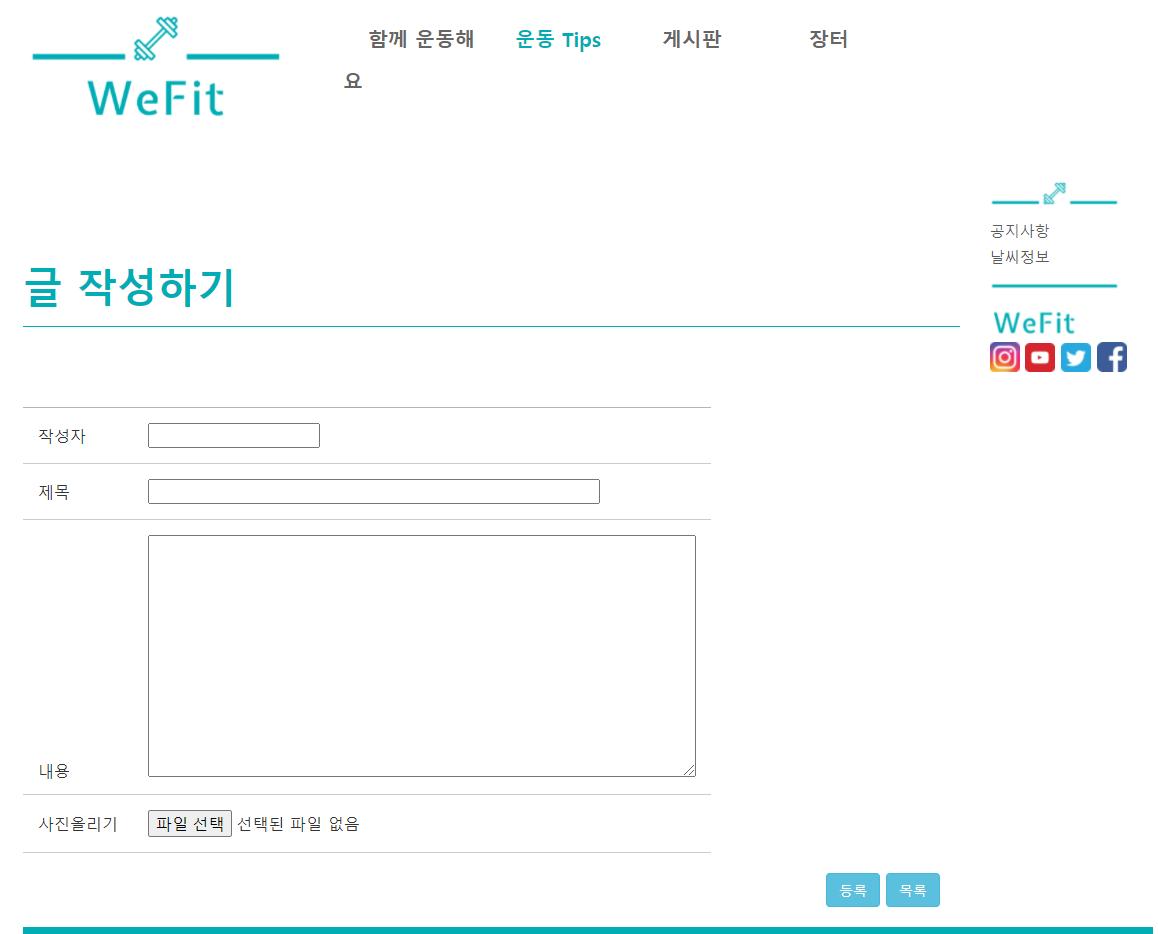 WeFit
함께 운동해요
운동 Tips
게시판
장터
공지사항
날씨정보
WeFit
글 작성하기
작성자
제목
내용
사진올리기 파일 선택 선택된 파일 없음
등록 목록